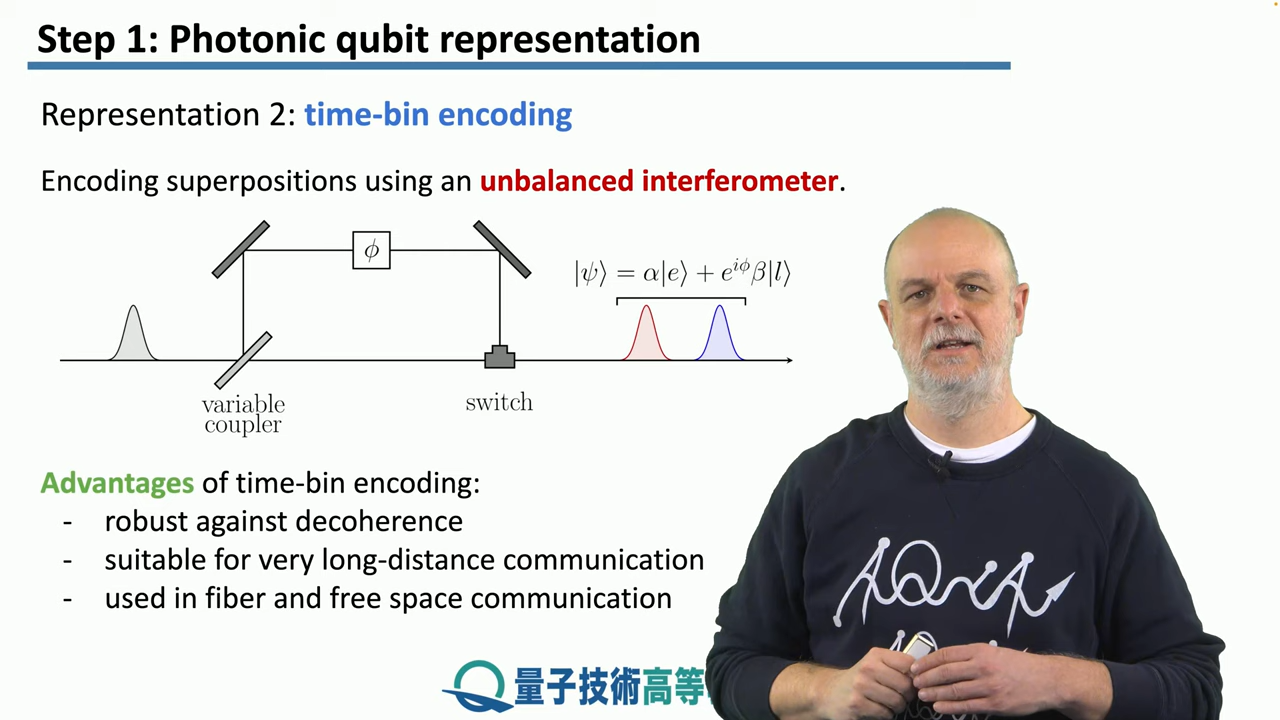 Step 1: Photonic qubit representation
Representation 2: time-bin encoding
Encoding superpositions using an unbalanced interferometer.
ϕ
|ψ⟩ = α|e⟩ + e^{iϕ}β|l⟩
variable
coupler
switch
Advantages of time-bin encoding:
- robust against decoherence
- suitable for very long-distance communication
- used in fiber and free space communication
量子技術高等